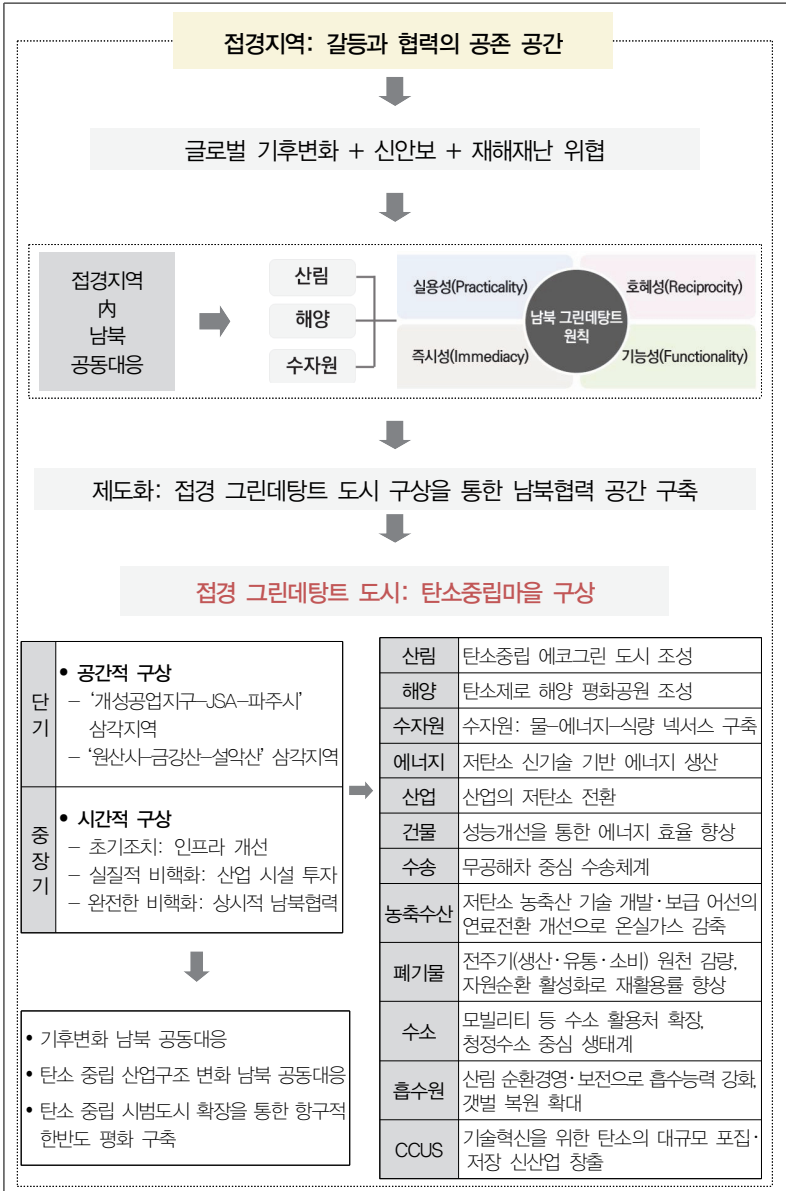 접경지역: 갈등과 협력의 공존 공간
글로벌 기후변화 + 신안보 + 재해재난 위협
접경지역
內
남북
공동대응
산림
해양
수자원
실용성(Practicality)
호혜성(Reciprocity)
남북 그린데탕트
원칙
즉시성(Immediacy)
기능성(Functionality)
제도화: 접경 그린데탕트 도시 구상을 통한 남북협력 공간 구축
접경 그린데탕트 도시: 탄소중립마을 구상
단
기
• 공간적 구상
– ‘개성공업지구–JSA–파주시’
삼각지역
– ‘원산시–금강산–설악산’ 삼각지역
중
장
기
• 시간적 구상
– 초기조치: 인프라 개선
– 실질적 비핵화: 산업 시설 투자
– 완전한 비핵화: 상시적 남북협력
• 기후변화 남북 공동대응
• 탄소 중립 산업구조 변화 남북 공동대응
• 탄소 중립 시범도시 확장을 통한 항구적
한반도 평화 구축
산림 탄소중립 에코그린 도시 조성
해양 탄소제로 해양 평화공원 조성
수자원 수자원: 물–에너지–식량 넥서스 구축
에너지 저탄소 신기술 기반 에너지 생산
산업 산업의 저탄소 전환
건물 성능개선을 통한 에너지 효율 향상
수송 무공해차 중심 수송체계
농축수산 저탄소 농축산 기술 개발·보급 어선의
연료전환 개선으로 온실가스 감축
폐기물 전주기(생산·유통·소비) 원천 감량,
자원순환 활성화로 재활용률 향상
수소 모빌리티 등 수소 활용처 확장,
청정수소 중심 생태계
흡수원 산림 순환경영·보전으로 흡수능력 강화,
갯벌 복원 확대
CCUS 기술혁신을 위한 탄소의 대규모 포집·
저장 신산업 창출